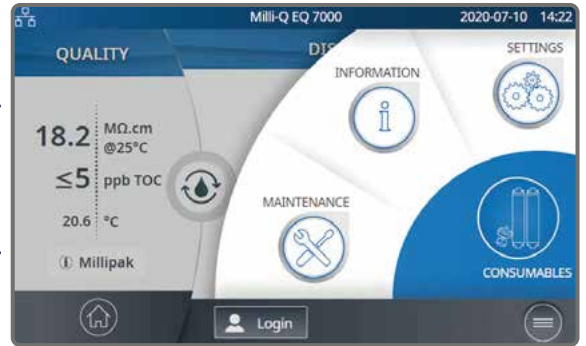 Milli-Q EQ 7000
2020-07-10 14:22
QUALITY
DIS
INFORMATION
SETTINGS
18.2 MΩ.cm
@25°C
≤5 ppb TOC
20.6 °C
MAINTENANCE
Millipak
CONSUMABLES
Login